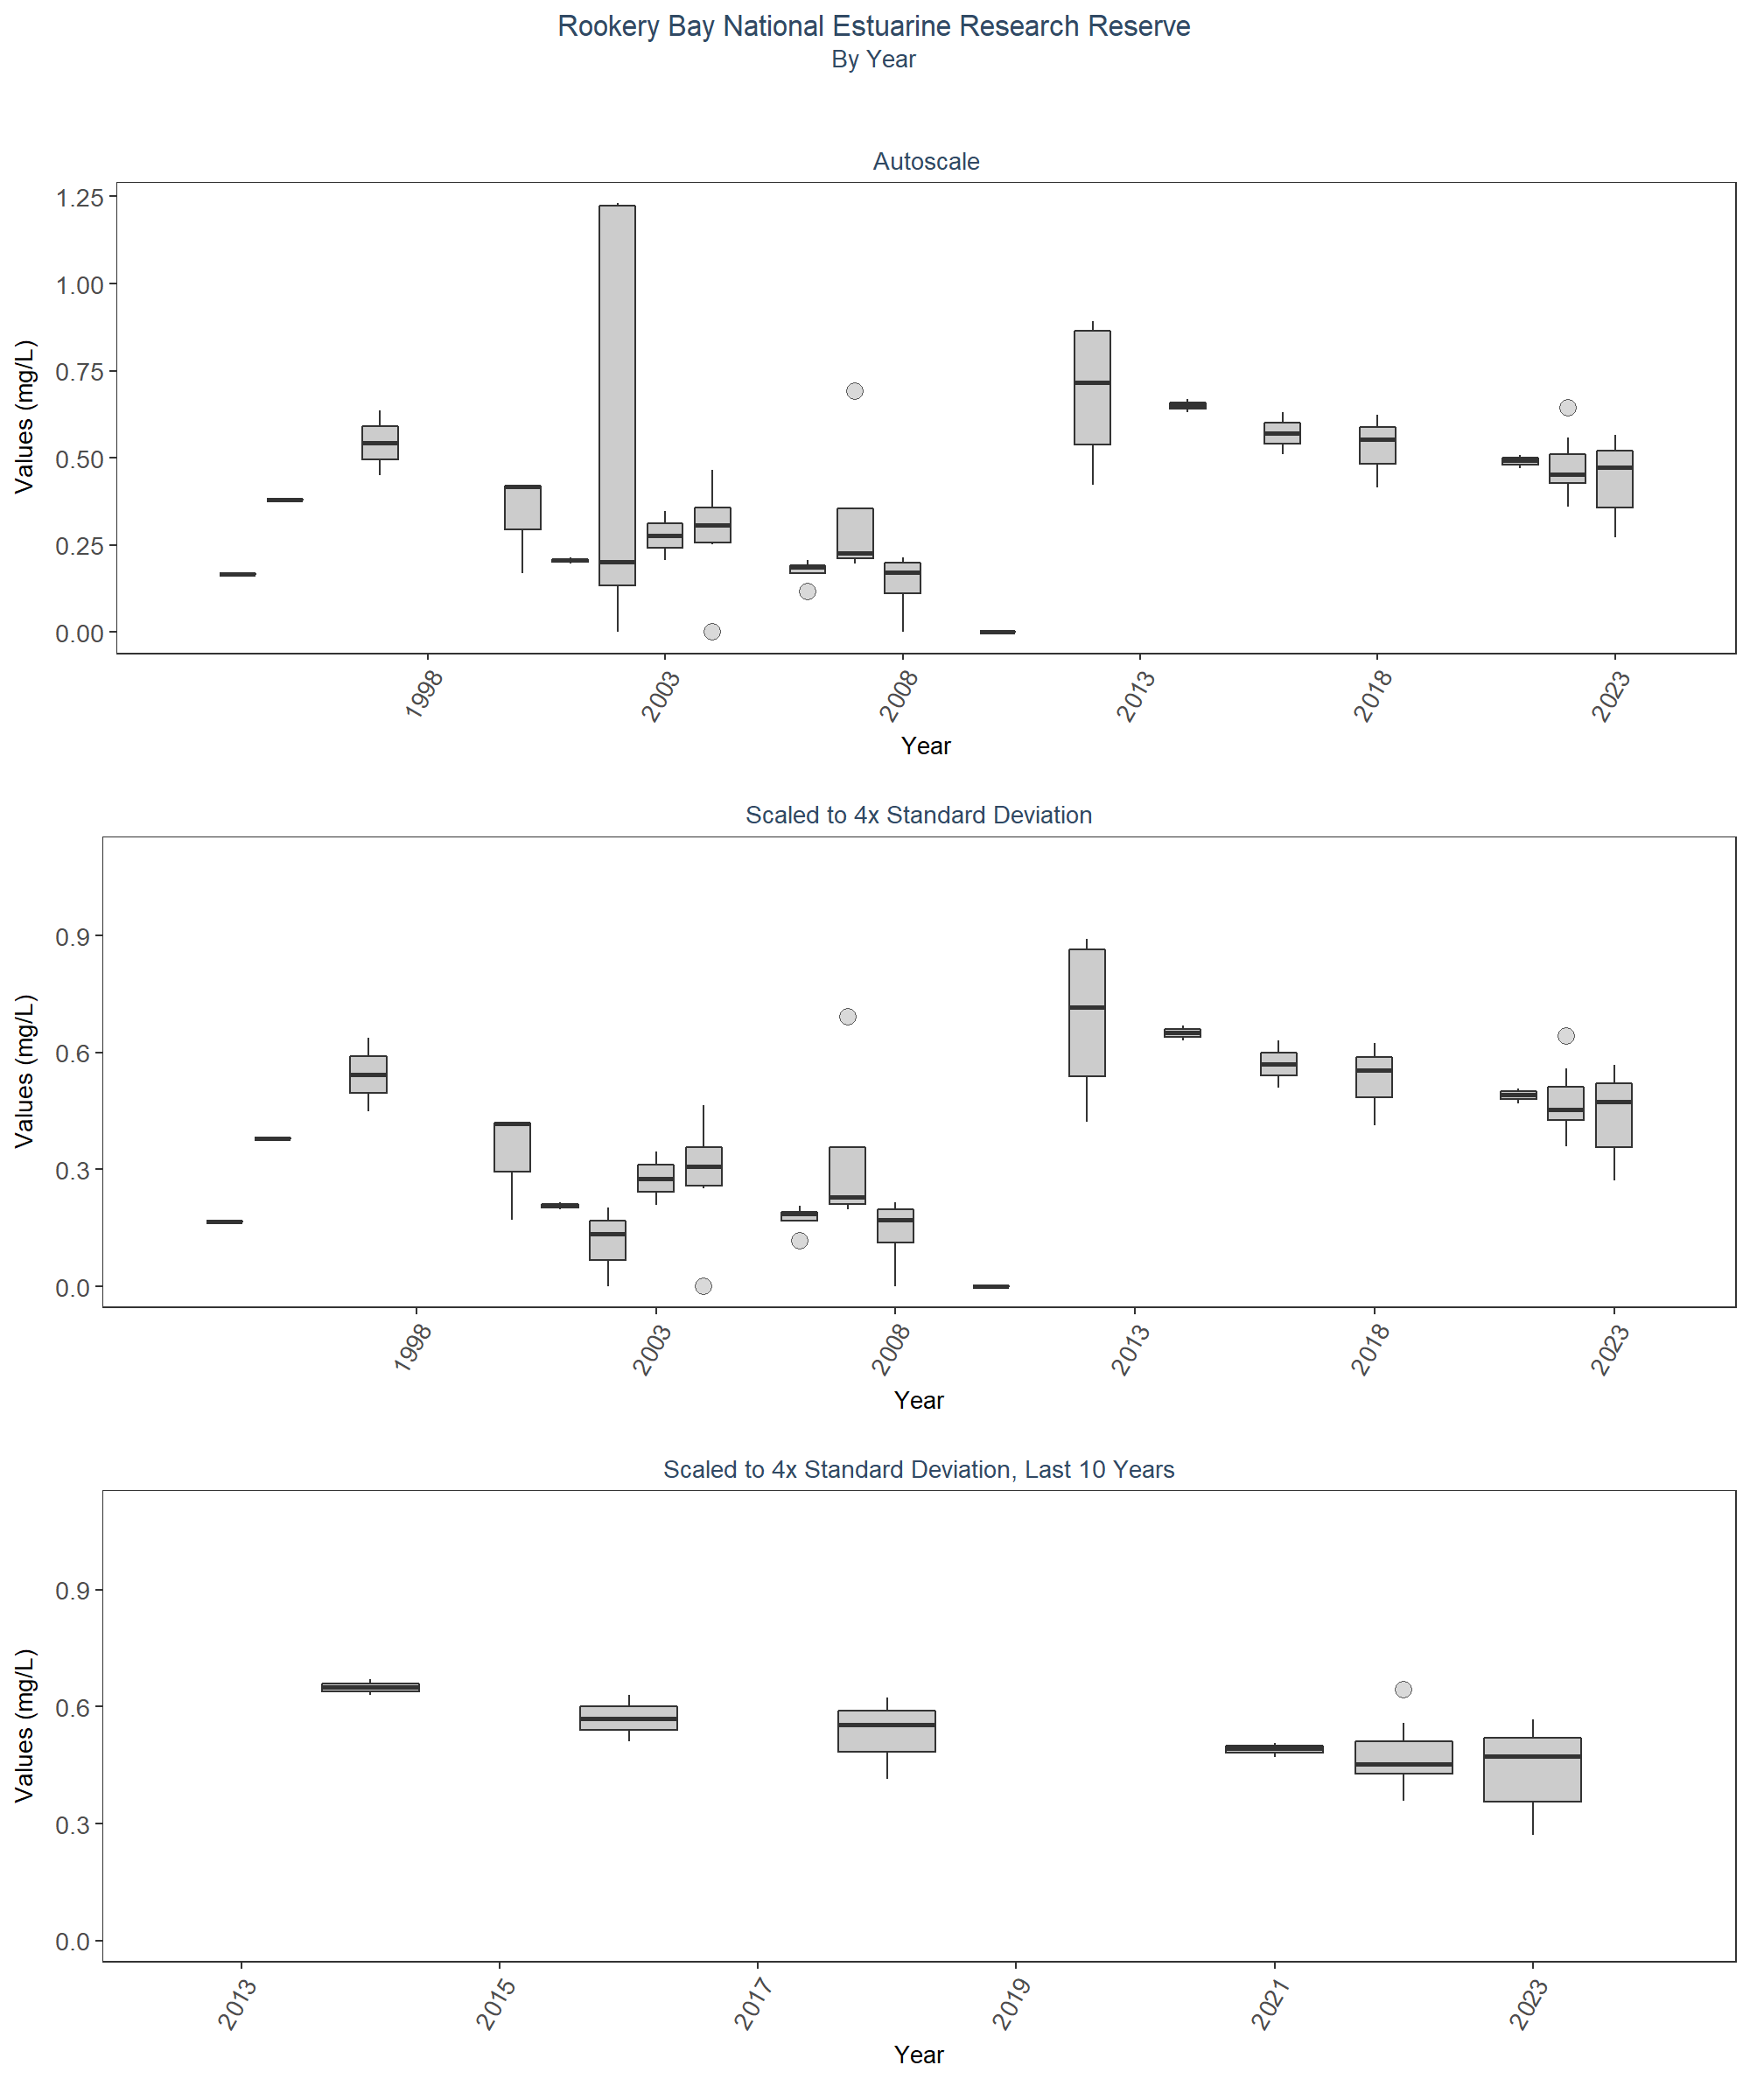 Rookery Bay National Estuarine Research Reserve
By Year
Autoscale
Values (mg/L)
1.25
1.00
0.75
0.50
0.25
0.00
1998 2003 2008 2013 2018 2023
Year
Scaled to 4x Standard Deviation
Values (mg/L)
0.9
0.6
0.3
0.0
1998 2003 2008 2013 2018 2023
Year
Scaled to 4x Standard Deviation, Last 10 Years
Values (mg/L)
0.9
0.6
0.3
0.0
2013 2015 2017 2019 2021 2023
Year